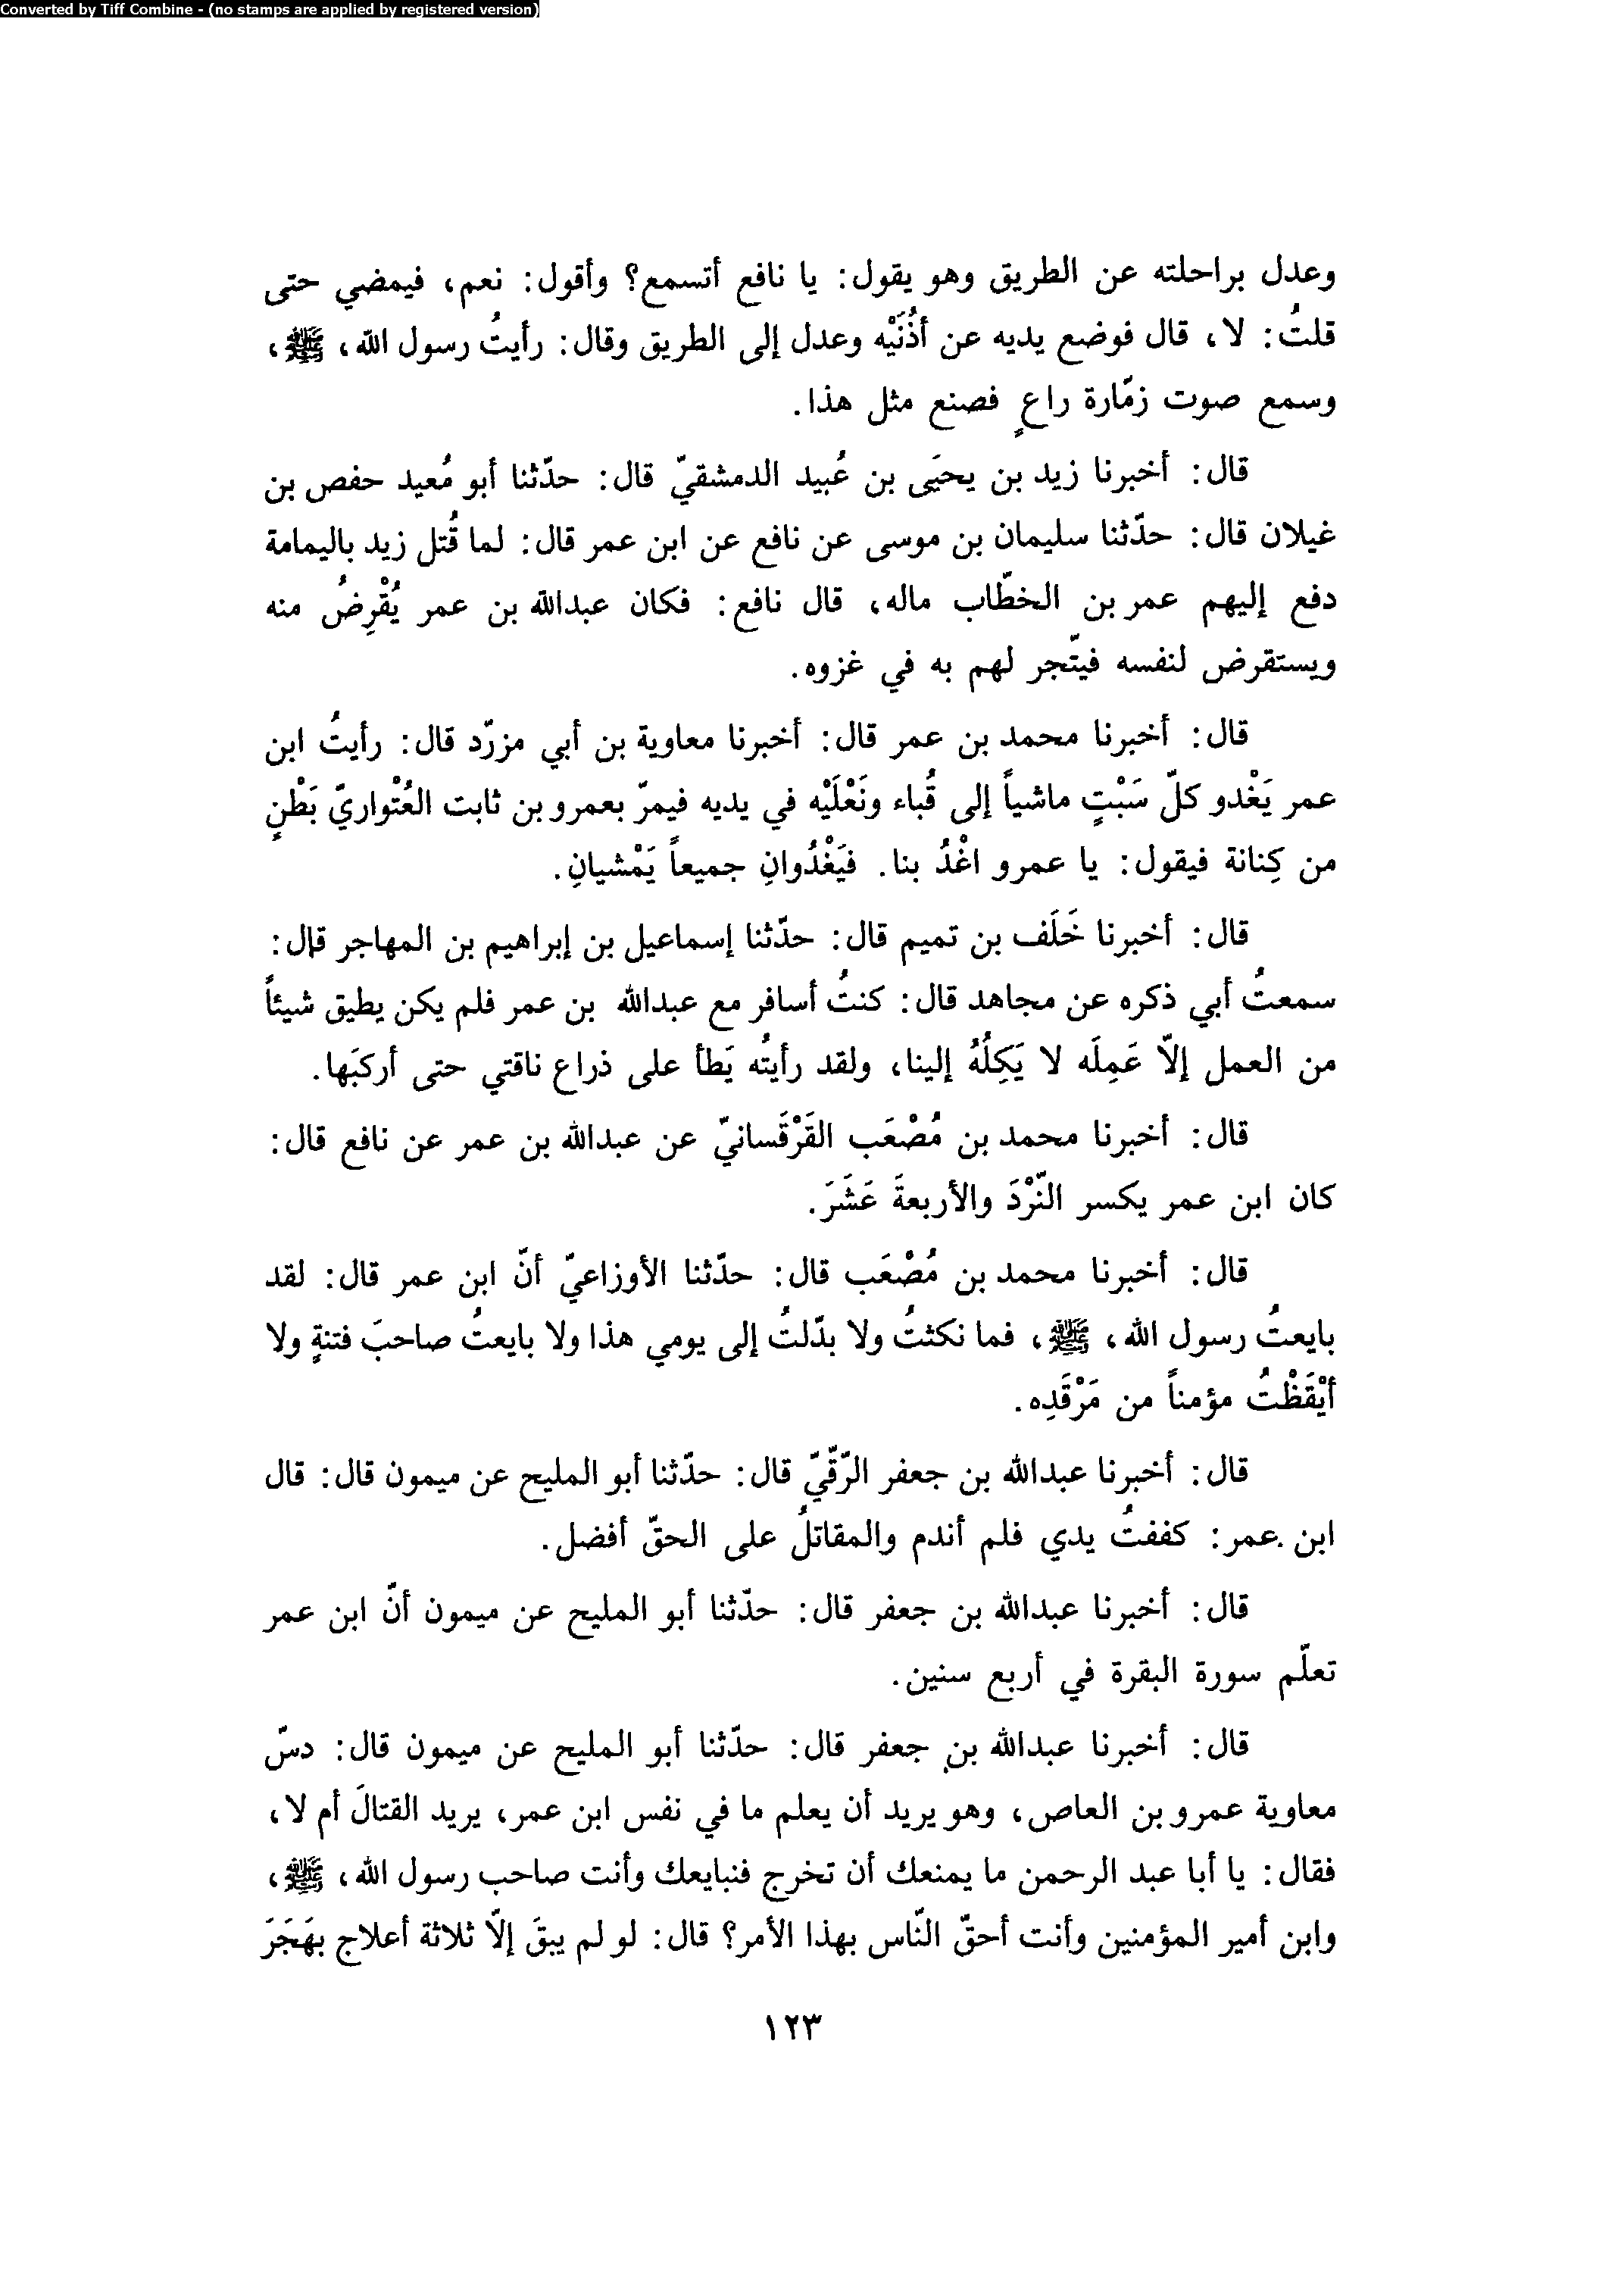 Converted by Tiff Combine - (no stamps are applied by registered version)
وعدل براحلته عن الطريق وهو يقول: يا نافع أتسمع؟ وأقول: نعم، فيمضي حتى
قلتُ: لا، قال فوضع يديه عن أُذُنَيْه وعدل إلى الطريق وقال: رأيتُ رسول الله، ﷺ،
وسمع صوت زمّارة راعٍ فصنع مثل هذا.
قال: أخبرنا زيد بن يحيَى بن عُبيد الدمشقيّ قال: حدّثنا أبو مُعيد حفص بن
غيلان قال: حدّثنا سليمان بن موسى عن نافع عن ابن عمر قال: لما قُتل زيد باليمامة
دفع إليهم عمر بن الخطّاب ماله، قال نافع: فكان عبدالله بن عمر يُقْرِضُ منه
ويستقرض لنفسه فيتّجر لهم به في غزوه.
قال: أخبرنا محمد بن عمر قال: أخبرنا معاوية بن أبي مزرّد قال: رأيتُ ابن
عمر يَغْدو كلّ سَبْتٍ ماشياً إلى قُباء ونَعْلَيْه في يديه فيمرّ بعمرو بن ثابت العُتْواريّ بَطْنٍ
من كِنانة فيقول: يا عمرو اغْدُ بنا. فيَغْدُوانِ جميعاً يَمْشيانِ.
قال: أخبرنا خَلَف بن تميم قال: حدّثنا إسماعيل بن إبراهيم بن المهاجر قال:
سمعتُ أبي ذكره عن مجاهد قال: كنتُ أسافر مع عبدالله بن عمر فلم يكن يطيق شيئاً
من العمل إلّا عَمِلَه لا يَكِلُهُ إلينا، ولقد رأيتُه يَطأ على ذراع ناقتي حتى أركبَها.
قال: أخبرنا محمد بن مُصْعَب القَرْقَسانيّ عن عبدالله بن عمر عن نافع قال:
كان ابن عمر يكسر النّرْدَ والأربعةَ عَشَرَ.
قال: أخبرنا محمد بن مُصْعَب قال: حدّثنا الأوزاعيّ أنّ ابن عمر قال: لقد
بايعتُ رسول الله، ﷺ، فما نكثتُ ولا بدّلتُ إلى يومي هذا ولا بايعتُ صاحبَ فتنةٍ ولا
أيْقَظْتُ مؤمناً من مَرْقَدِه.
قال: أخبرنا عبدالله بن جعفر الرّقّيّ قال: حدّثنا أبو المليح عن ميمون قال: قال
ابن عمر: كففتُ يدي فلم أندم والمقاتلُ على الحقّ أفضل.
قال: أخبرنا عبدالله بن جعفر قال: حدّثنا أبو المليح عن ميمون أنّ ابن عمر
تعلّم سورة البقرة في أربع سنين.
قال: أخبرنا عبدالله بن جعفر قال: حدّثنا أبو المليح عن ميمون قال: دسّ
معاوية عمرو بن العاص، وهو يريد أن يعلم ما في نفس ابن عمر، يريد القتالَ أم لا،
فقال: يا أبا عبد الرحمن ما يمنعك أن تخرج فنبايعك وأنت صاحب رسول الله، ﷺ،
وابن أمير المؤمنين وأنت أحقّ النّاس بهذا الأمر؟ قال: لو لم يبقَ إلّا ثلاثة أعلاج بهَجَرَ
١٢٣